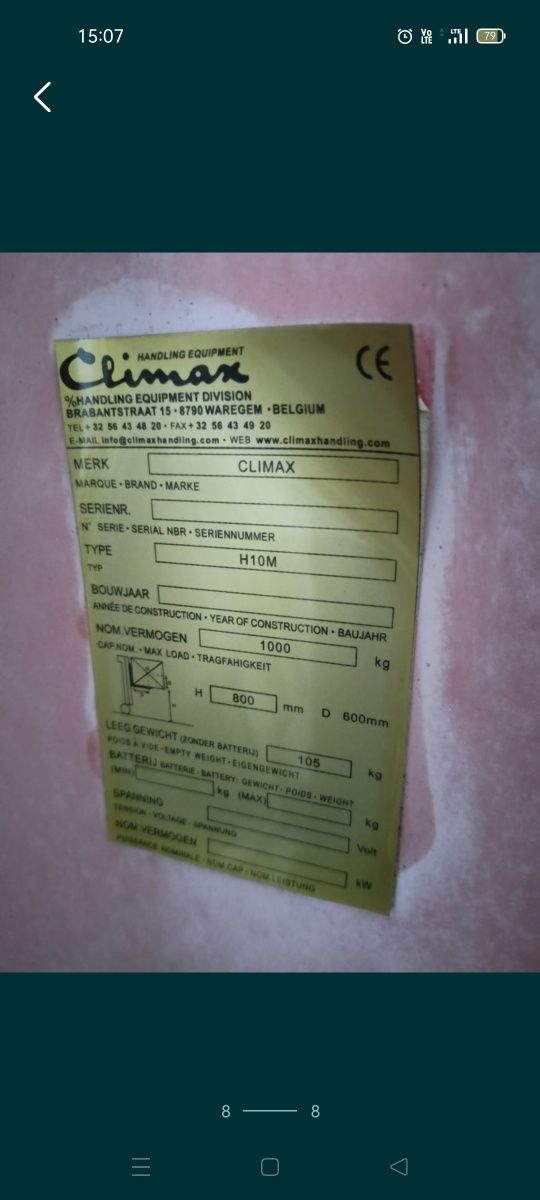 15:07
Vo LTE
LTE
79
HANDLING EQUIPMENT
Climax
CE
%HANDLING EQUIPMENT DIVISION
BRABANTSTRAAT 15 • 8790 WAREGEM • BELGIUM
TEL + 32 56 43 48 20 • FAX + 32 56 43 49 20
E-MAIL info@climaxhandling.com • WEB www.climaxhandling.com
MERK CLIMAX
MARQUE • BRAND • MARKE
SERIENR.
N° SERIE • SERIAL NBR • SERIENNUMMER
TYPE H10M
TYP
BOUWJAAR
ANNÉE DE CONSTRUCTION • YEAR OF CONSTRUCTION • BAUJAHR
NOM.VERMOGEN 1000 kg
CAP.NOM. • MAX LOAD • TRAGFAHIGKEIT
H 800 mm D 600mm
LEEG GEWICHT (ZONDER BATTERIJ) 105 kg
POIDS À VIDE • EMPTY WEIGHT • EIGENGEWICHT
BATTERIJ BATTERIE • BATTERY: GEWICHT • POIDS • WEIGHT
(MIN) kg (MAX) kg
SPANNING Volt
TENSION • VOLTAGE • SPANNUNG
NOM VERMOGEN kW
PUISSANCE NOMINALE • NOM CAP • NOM LEISTUNG
8 8